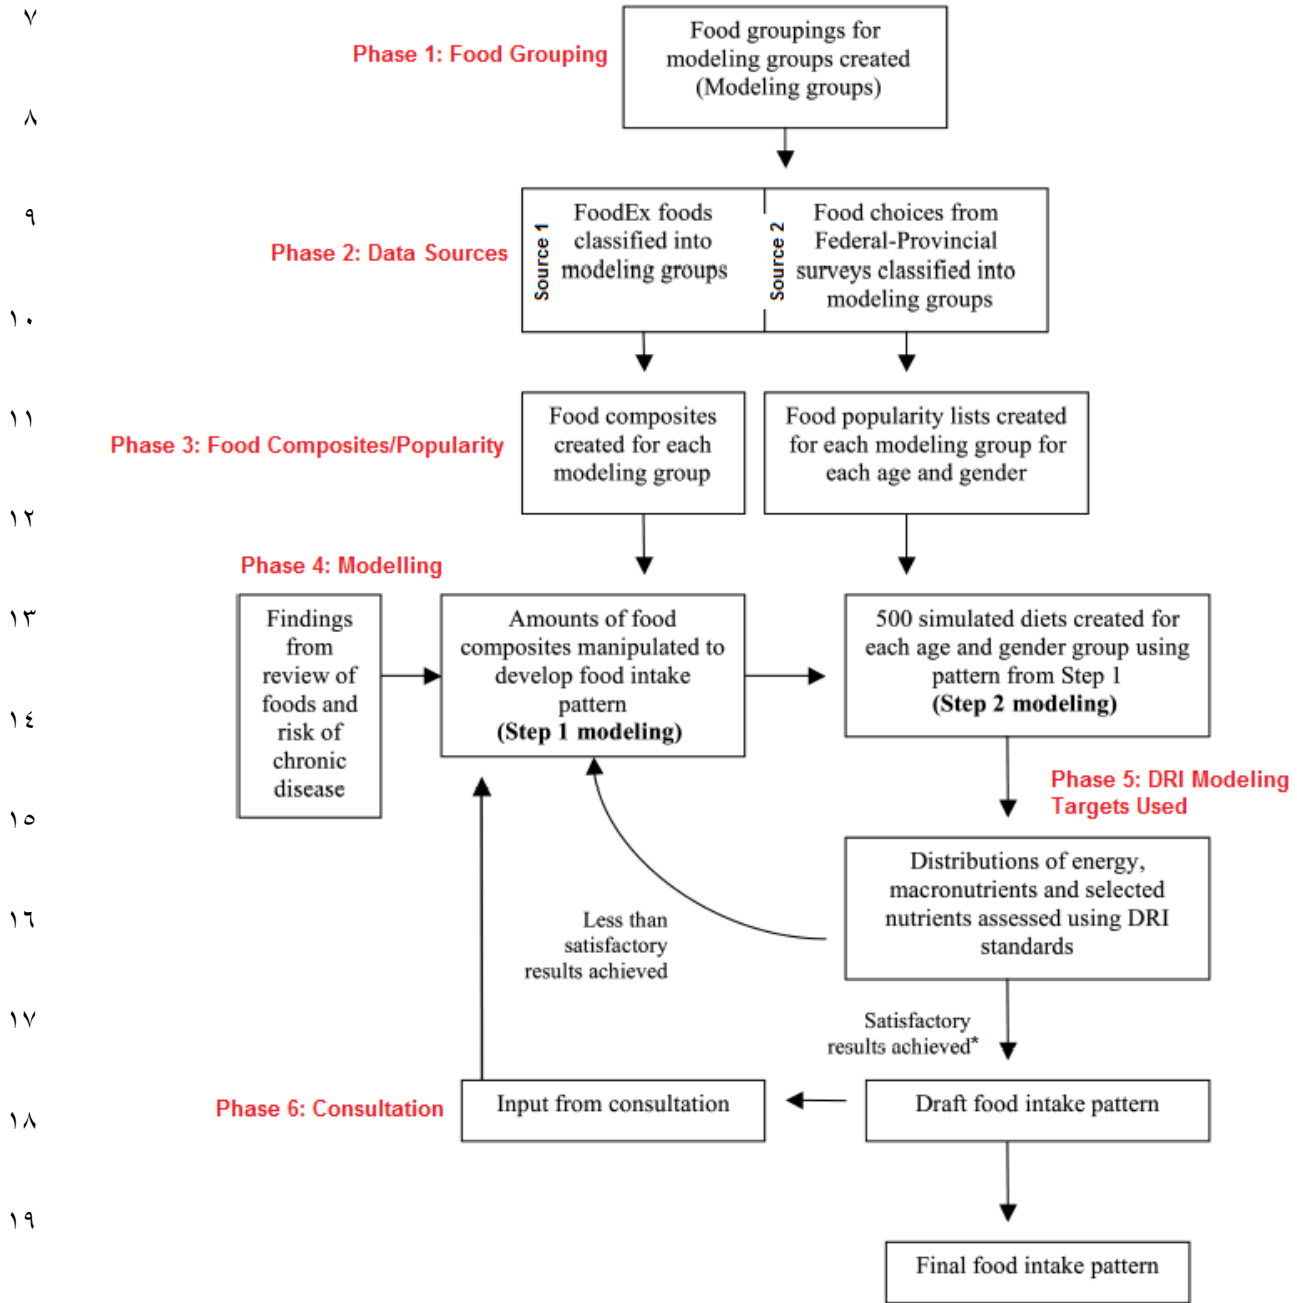 ٧
Phase 1: Food Grouping
Food groupings for
modeling groups created
(Modeling groups)
٨
٩
Phase 2: Data Sources
Source 1
FoodEx foods
classified into
modeling groups
Source 2
Food choices from
Federal-Provincial
surveys classified into
modeling groups
١٠
١١
Phase 3: Food Composites/Popularity
Food composites
created for each
modeling group
Food popularity lists created
for each modeling group for
each age and gender
١٢
Phase 4: Modelling
١٣
Findings
from
review of
foods and
risk of
chronic
disease
Amounts of food
composites manipulated to
develop food intake
pattern
(Step 1 modeling)
500 simulated diets created for
each age and gender group using
pattern from Step 1
(Step 2 modeling)
١٤
Phase 5: DRI Modeling
Targets Used
١٥
Distributions of energy,
macronutrients and selected
nutrients assessed using DRI
standards
١٦
Less than
satisfactory
results achieved
١٧
Satisfactory
results achieved*
Phase 6: Consultation
Input from consultation
Draft food intake pattern
١٨
١٩
Final food intake pattern